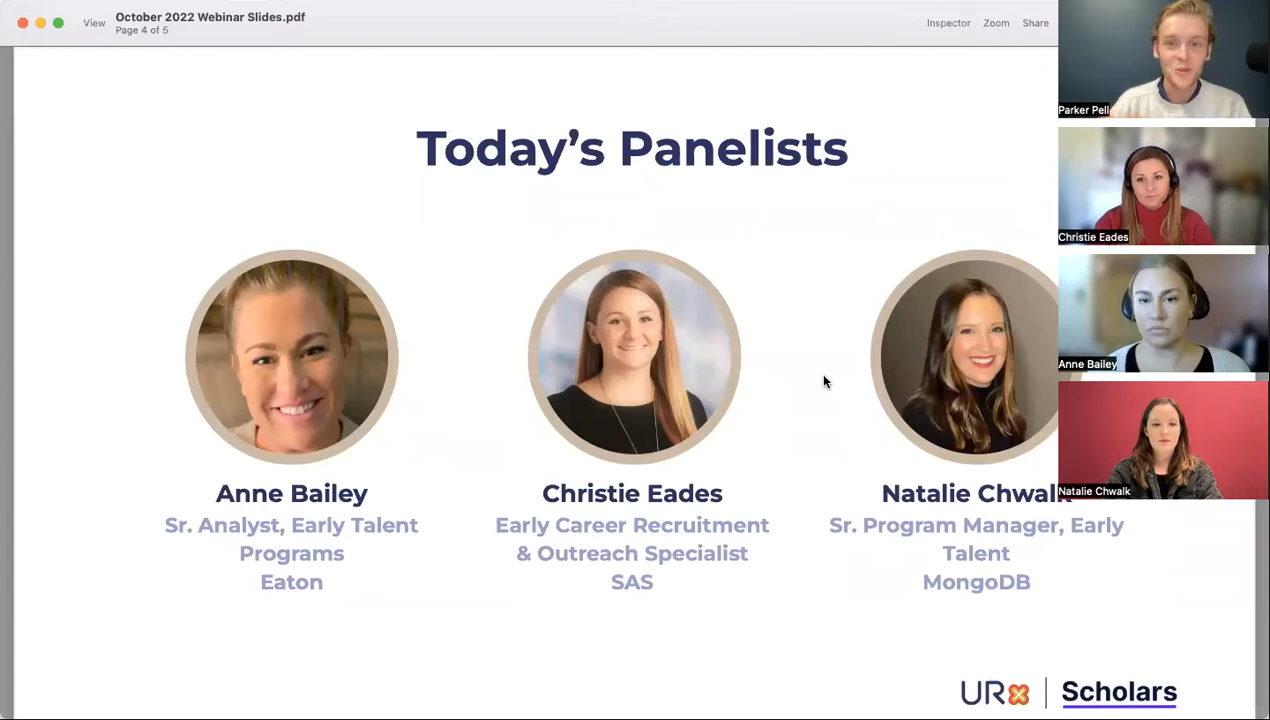 View
October 2022 Webinar Slides.pdf
Page 4 of 5
Inspector
Zoom
Share
Today’s Panelists
Parker Pell
Christie Eades
Anne Bailey
Natalie Chwalk
Anne Bailey
Sr. Analyst, Early Talent
Programs
Eaton
Christie Eades
Early Career Recruitment
& Outreach Specialist
SAS
Natalie Chwalk
Sr. Program Manager, Early
Talent
MongoDB
URx | Scholars